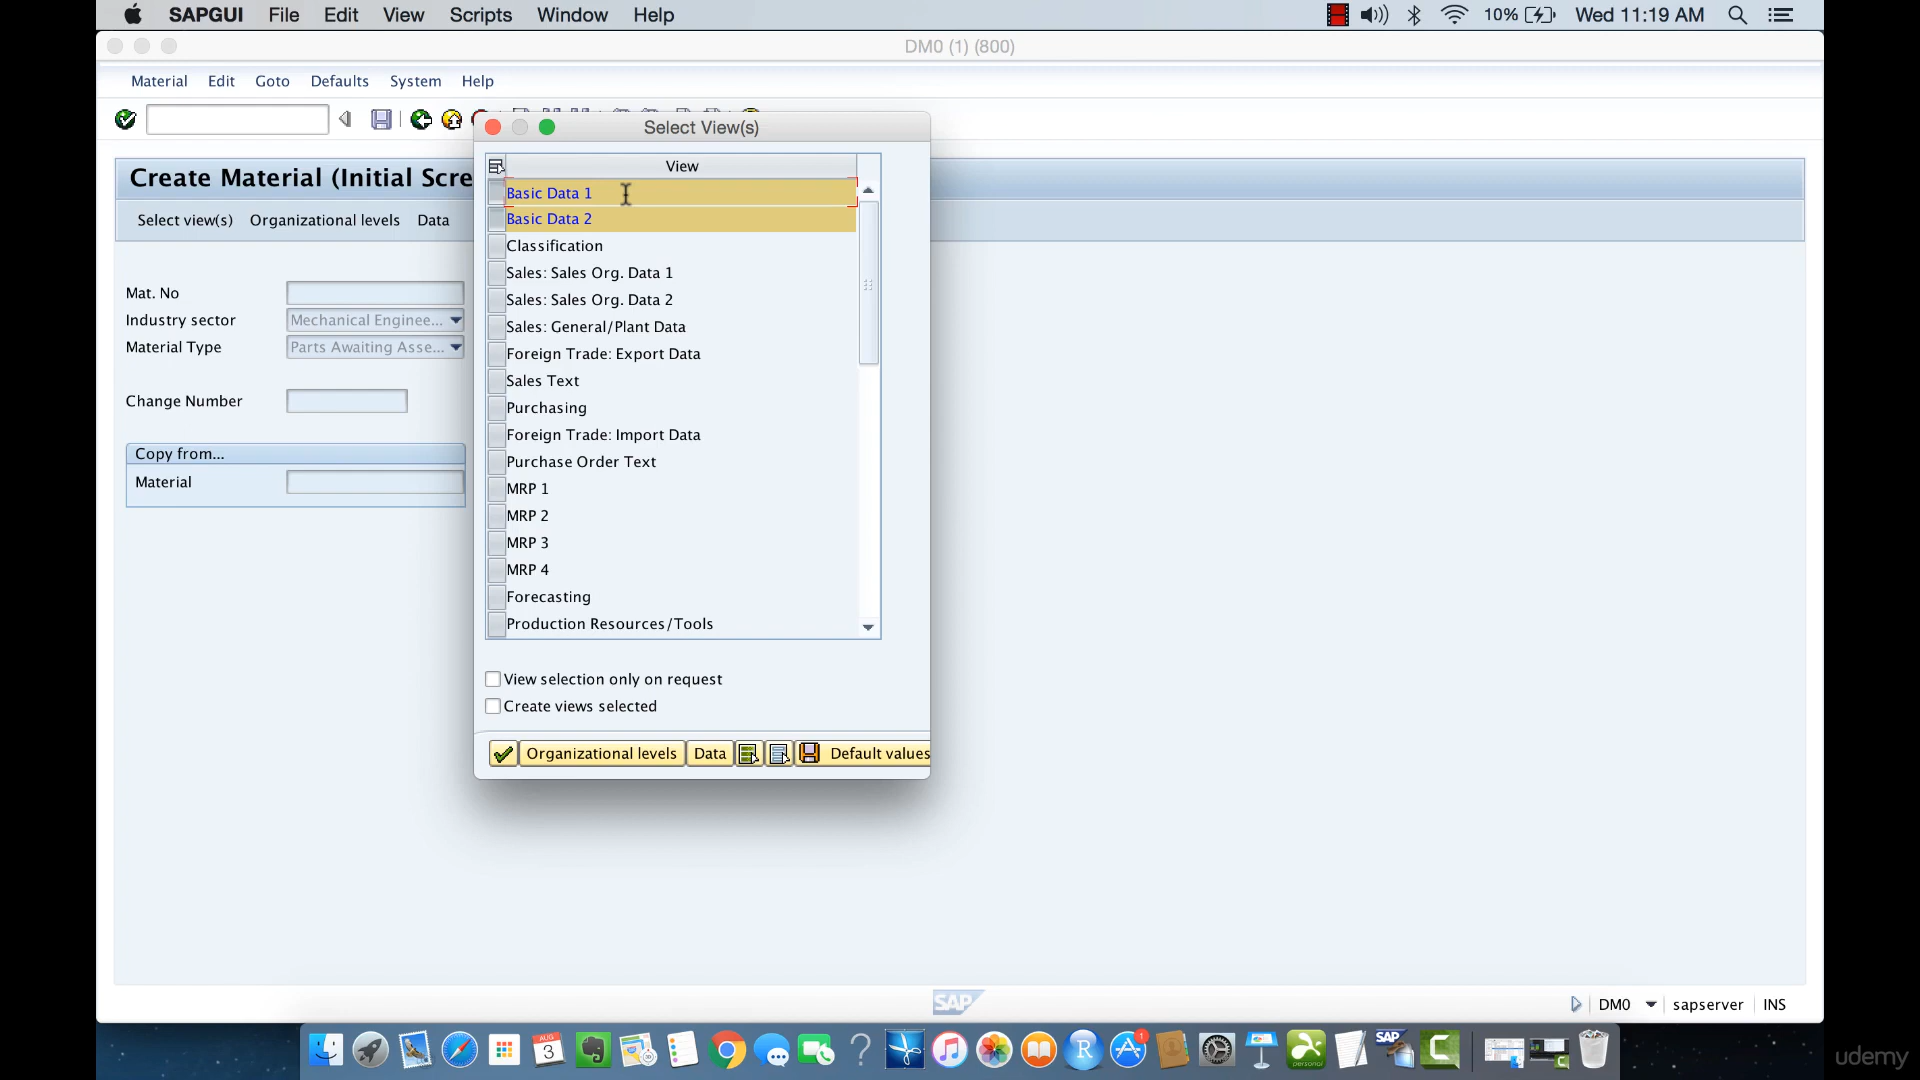 SAPGUI File Edit View Scripts Window Help 10% Wed 11:19 AM
DM0 (1) (800)
Material Edit Goto Defaults System Help
Select View(s)
Create Material (Initial Scre
Select view(s) Organizational levels Data
View
Basic Data 1
Basic Data 2
Classification
Sales: Sales Org. Data 1
Sales: Sales Org. Data 2
Sales: General/Plant Data
Foreign Trade: Export Data
Sales Text
Purchasing
Foreign Trade: Import Data
Purchase Order Text
MRP 1
MRP 2
MRP 3
MRP 4
Forecasting
Production Resources/Tools
Mat. No
Industry sector Mechanical Enginee...
Material Type Parts Awaiting Asse...
Change Number
Copy from...
Material
View selection only on request
Create views selected
Organizational levels Data Default values
SAP
DM0 sapserver INS
AUG
3
R
1
personal
SAP
C
udemy